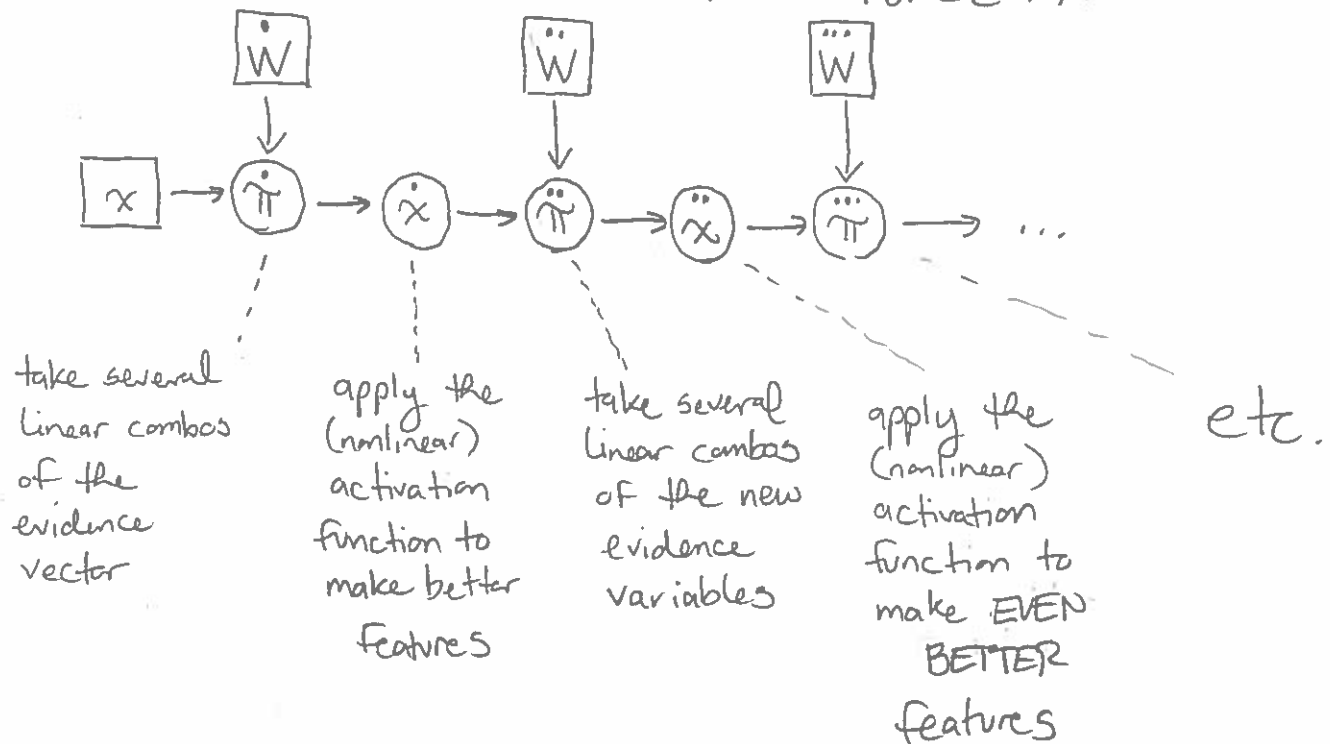 Ẇ Ẅ W⃛
x π̇ ẋ π̈ ẍ π⃛ ...
take several
linear combos
of the
evidence
vector
apply the
(nonlinear)
activation
function to
make better
features
take several
linear combos
of the new
evidence
variables
apply the
(nonlinear)
activation
function to
make EVEN
BETTER
features
etc.